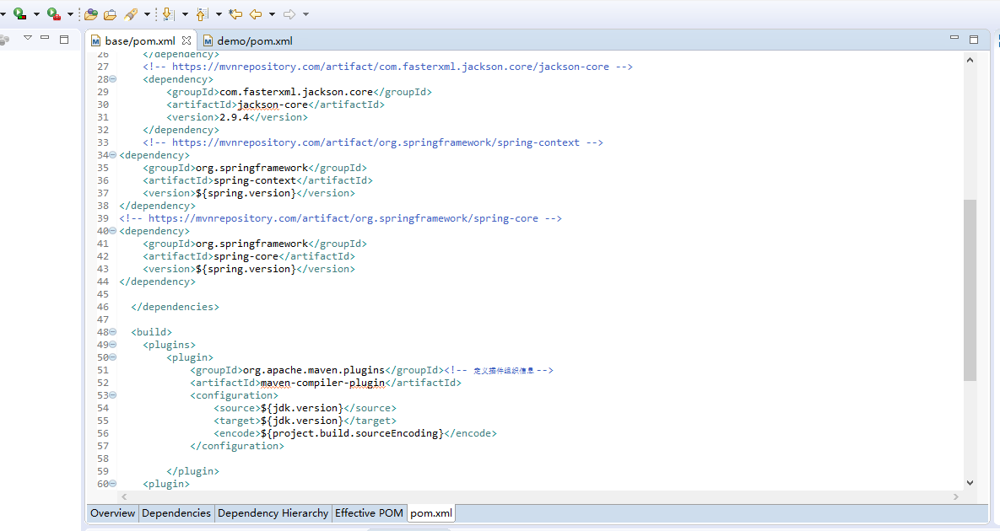 base/pom.xml
demo/pom.xml
26 </dependency>
27 <!-- https://mvnrepository.com/artifact/com.fasterxml.jackson.core/jackson-core -->
28 <dependency>
29 <groupId>com.fasterxml.jackson.core</groupId>
30 <artifactId>jackson-core</artifactId>
31 <version>2.9.4</version>
32 </dependency>
33 <!-- https://mvnrepository.com/artifact/org.springframework/spring-context -->
34 <dependency>
35 <groupId>org.springframework</groupId>
36 <artifactId>spring-context</artifactId>
37 <version>${spring.version}</version>
38 </dependency>
39 <!-- https://mvnrepository.com/artifact/org.springframework/spring-core -->
40 <dependency>
41 <groupId>org.springframework</groupId>
42 <artifactId>spring-core</artifactId>
43 <version>${spring.version}</version>
44 </dependency>
45
46 </dependencies>
47
48 <build>
49 <plugins>
50 <plugin>
51 <groupId>org.apache.maven.plugins</groupId><!-- 定义插件组织信息 -->
52 <artifactId>maven-compiler-plugin</artifactId>
53 <configuration>
54 <source>${jdk.version}</source>
55 <target>${jdk.version}</target>
56 <encode>${project.build.sourceEncoding}</encode>
57 </configuration>
58
59 </plugin>
60 <plugin>
Overview Dependencies Dependency Hierarchy Effective POM pom.xml